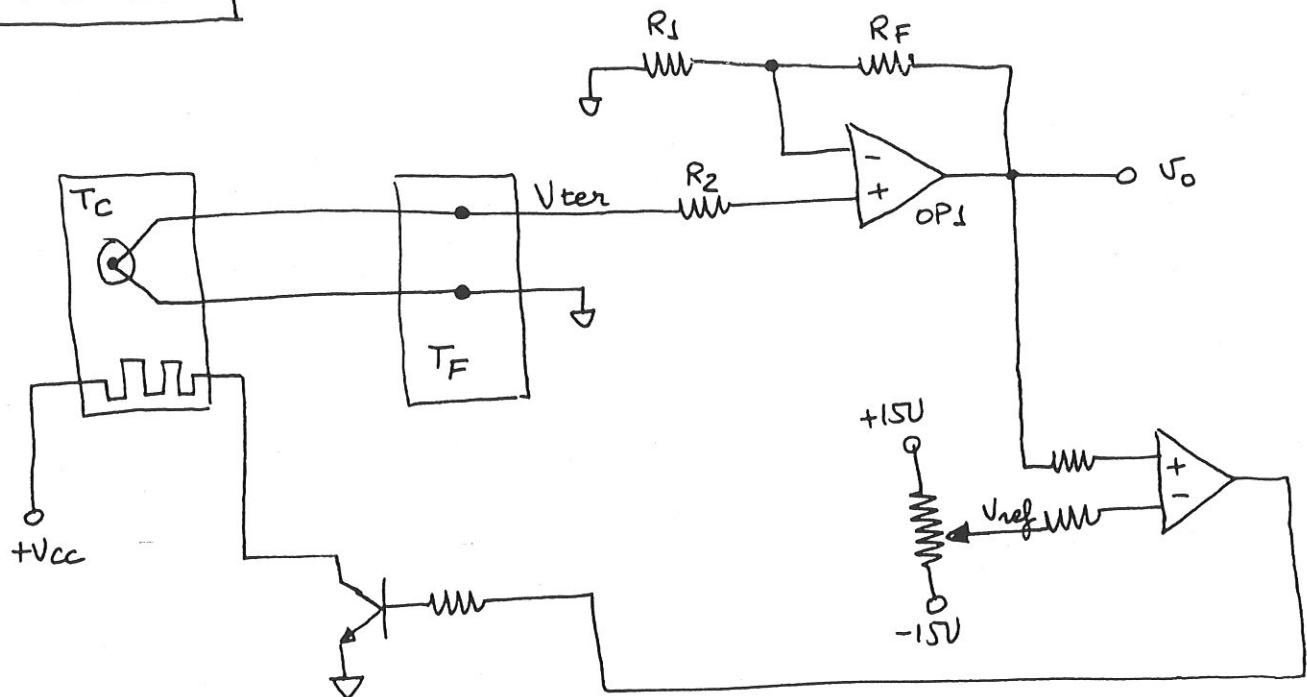 R1
RF
-
+
OP1
Vo
TC
Vter
R2
TF
+VCC
+15V
Vref
-15V
+
-